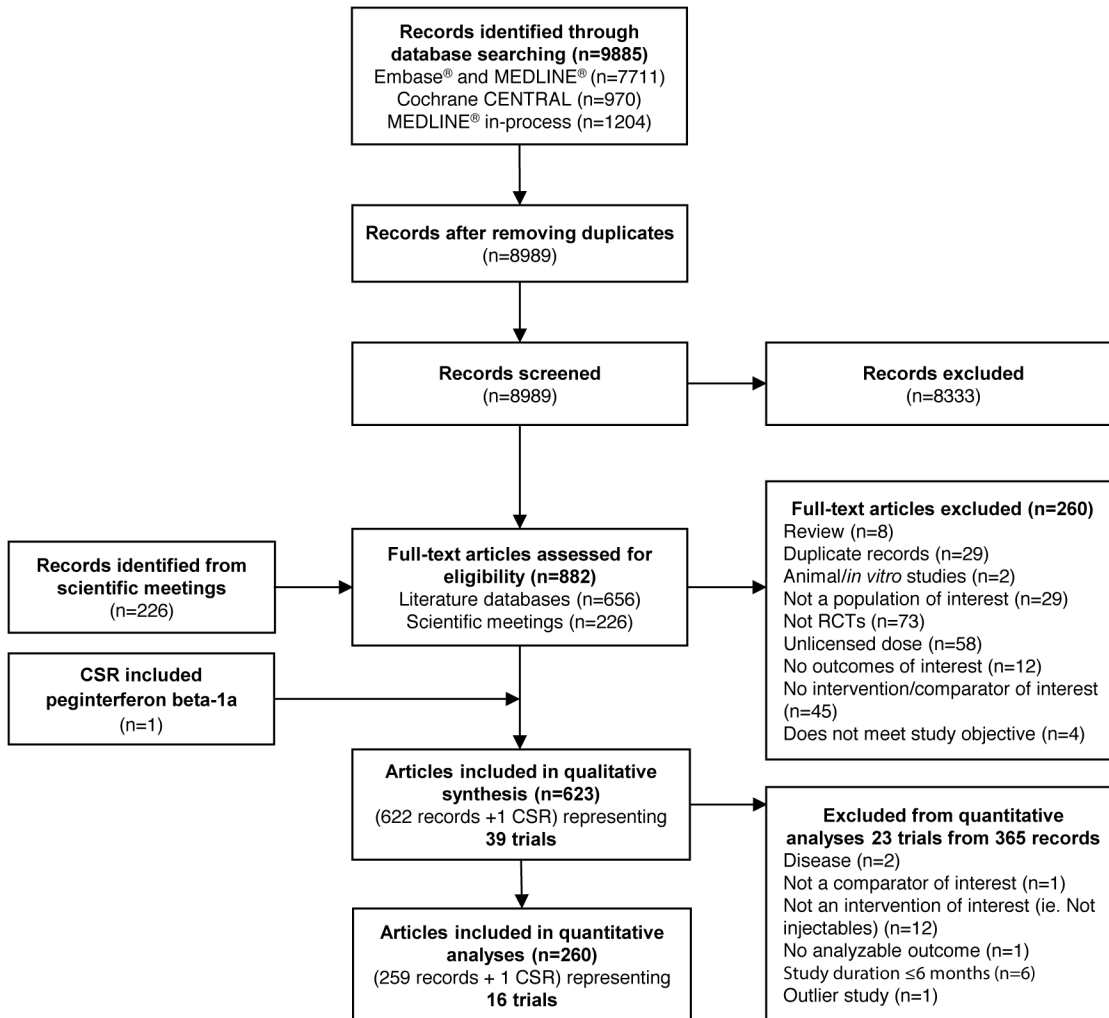 Records identified through
database searching (n=9885)
Embase® and MEDLINE® (n=7711)
Cochrane CENTRAL (n=970)
MEDLINE® in-process (n=1204)
Records after removing duplicates
(n=8989)
Records screened
(n=8989)
Records excluded
(n=8333)
Records identified from
scientific meetings
(n=226)
Full-text articles assessed for
eligibility (n=882)
Literature databases (n=656)
Scientific meetings (n=226)
Full-text articles excluded (n=260)
Review (n=8)
Duplicate records (n=29)
Animal/in vitro studies (n=2)
Not a population of interest (n=29)
Not RCTs (n=73)
Unlicensed dose (n=58)
No outcomes of interest (n=12)
No intervention/comparator of interest
(n=45)
Does not meet study objective (n=4)
CSR included
peginterferon beta-1a
(n=1)
Articles included in qualitative
synthesis (n=623)
(622 records +1 CSR) representing
39 trials
Excluded from quantitative
analyses 23 trials from 365 records
Disease (n=2)
Not a comparator of interest (n=1)
Not an intervention of interest (ie. Not
injectables) (n=12)
No analyzable outcome (n=1)
Study duration ≤6 months (n=6)
Outlier study (n=1)
Articles included in quantitative
analyses (n=260)
(259 records + 1 CSR) representing
16 trials